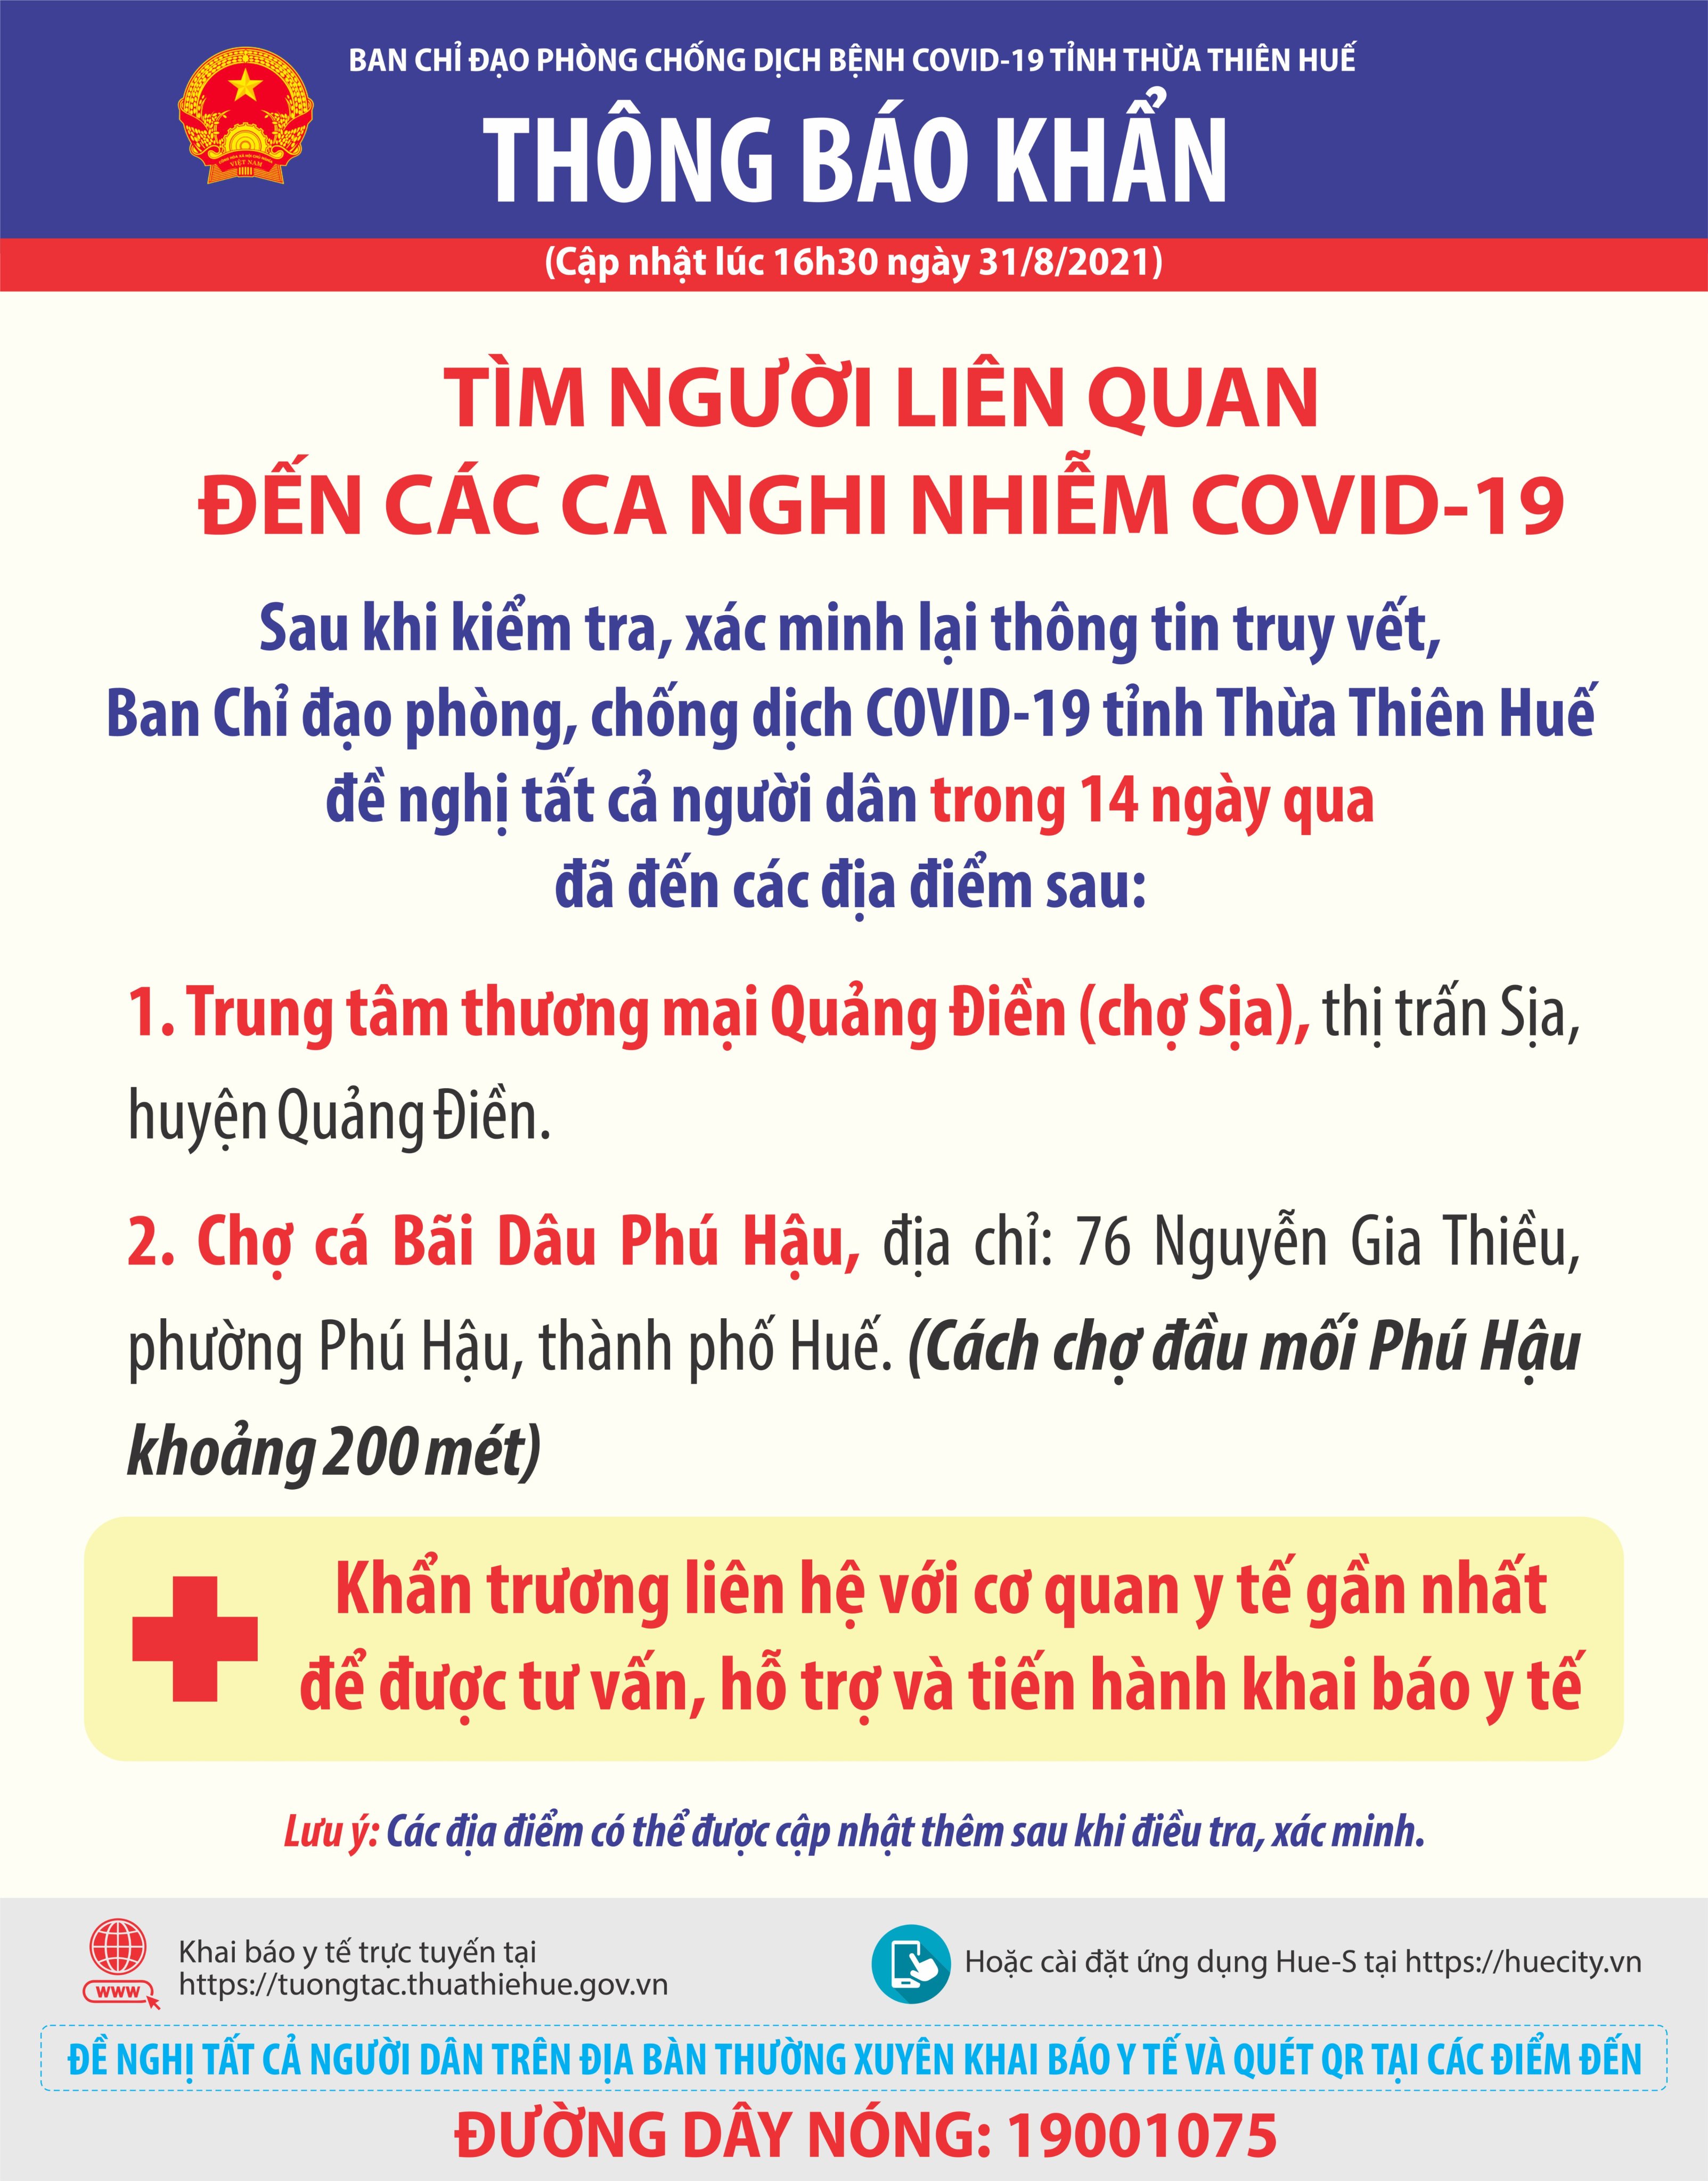 BAN CHỈ ĐẠO PHÒNG CHỐNG DỊCH BỆNH COVID-19 TỈNH THỪA THIÊN HUẾ
THÔNG BÁO KHẨN
(Cập nhật lúc 16h30 ngày 31/8/2021)
VIỆT NAM
TÌM NGƯỜI LIÊN QUAN
ĐẾN CÁC CA NGHI NHIỄM COVID-19
Sau khi kiểm tra, xác minh lại thông tin truy vết,
Ban Chỉ đạo phòng, chống dịch COVID-19 tỉnh Thừa Thiên Huế
đề nghị tất cả người dân trong 14 ngày qua
đã đến các địa điểm sau:
1. Trung tâm thương mại Quảng Điền (chợ Sịa), thị trấn Sịa,
huyện Quảng Điền.
2. Chợ cá Bãi Dâu Phú Hậu, địa chỉ: 76 Nguyễn Gia Thiều,
phường Phú Hậu, thành phố Huế. (Cách chợ đầu mối Phú Hậu
khoảng 200 mét)
Khẩn trương liên hệ với cơ quan y tế gần nhất
để được tư vấn, hỗ trợ và tiến hành khai báo y tế
Lưu ý: Các địa điểm có thể được cập nhật thêm sau khi điều tra, xác minh.
Khai báo y tế trực tuyến tại
https://tuongtac.thuathiehue.gov.vn
www
Hoặc cài đặt ứng dụng Hue-S tại https://huecity.vn
ĐỀ NGHỊ TẤT CẢ NGƯỜI DÂN TRÊN ĐỊA BÀN THƯỜNG XUYÊN KHAI BÁO Y TẾ VÀ QUÉT QR TẠI CÁC ĐIỂM ĐẾN
ĐƯỜNG DÂY NÓNG: 19001075